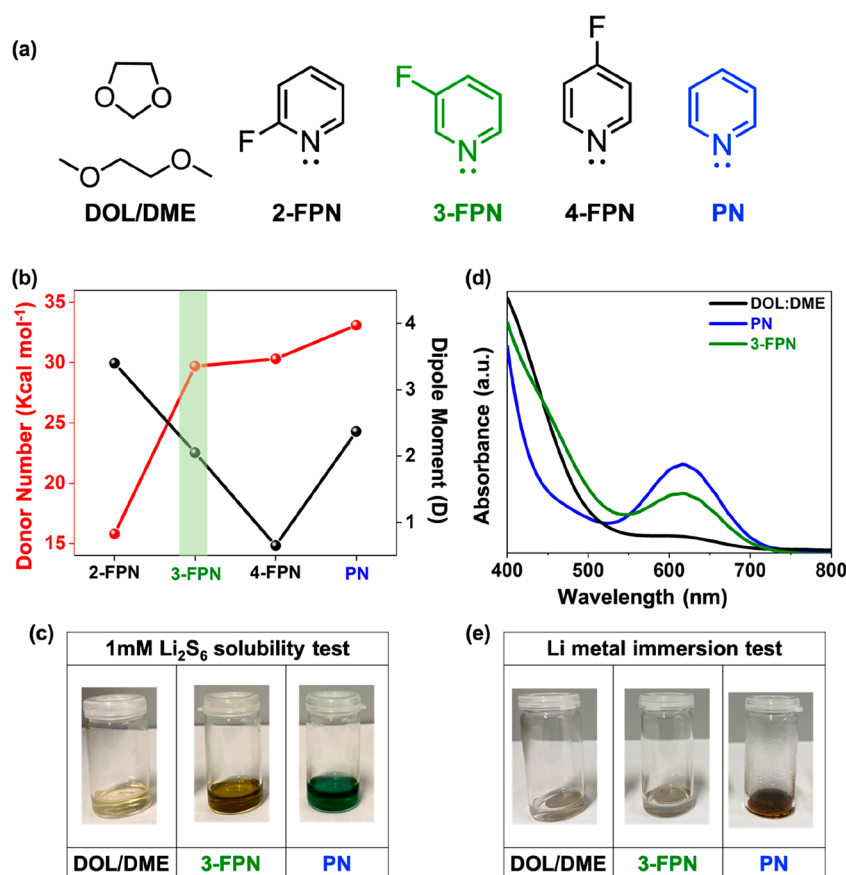 (a)
F
F
F
O
O
N
N
N
N
O
O
DOL/DME
2-FPN
3-FPN
4-FPN
PN
(b)
Donor Number (Kcal mol⁻¹)
35
30
25
20
15
4
3
2
1
Dipole Moment (D)
2-FPN
3-FPN
4-FPN
PN
(d)
DOL:DME
PN
3-FPN
Absorbance (a.u.)
400
500
600
700
800
Wavelength (nm)
(c)
1mM Li₂S₆ solubility test
DOL/DME
3-FPN
PN
(e)
Li metal immersion test
DOL/DME
3-FPN
PN